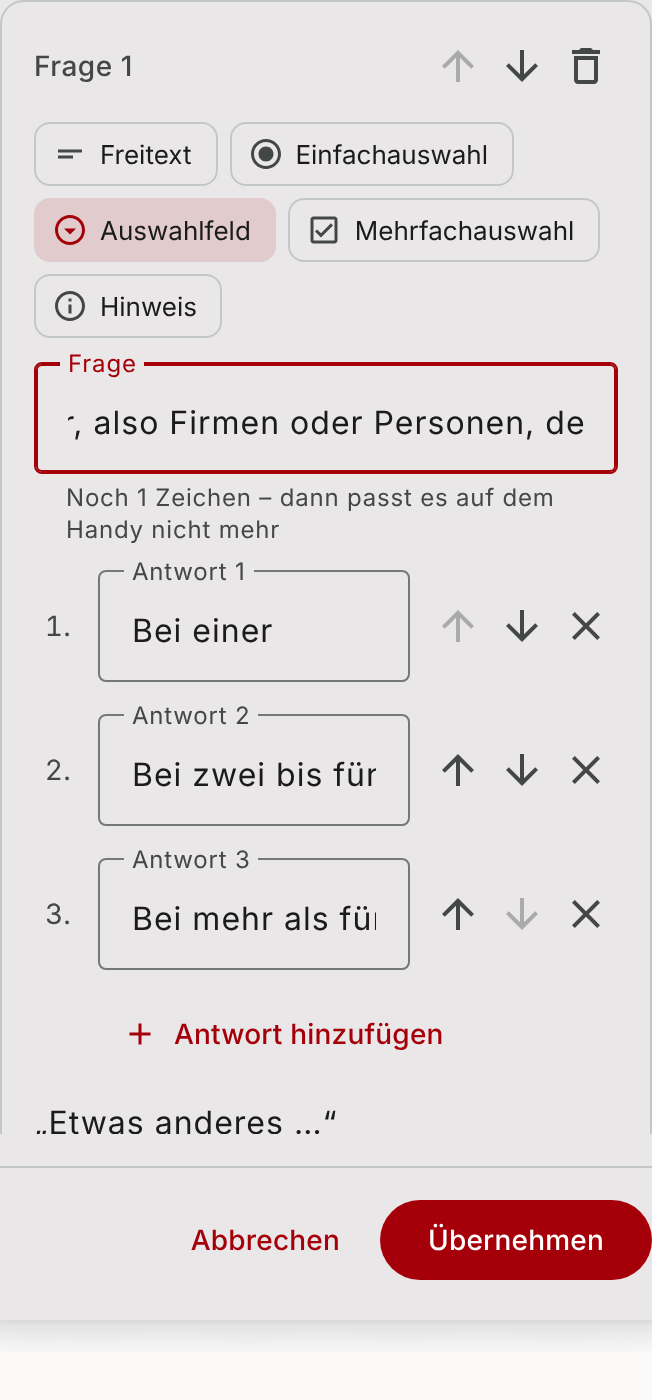 Frage 1
Freitext
Einfachauswahl
Auswahlfeld
Mehrfachauswahl
Hinweis
Frage
, also Firmen oder Personen, de
Noch 1 Zeichen – dann passt es auf dem
Handy nicht mehr
Antwort 1
1. Bei einer
Antwort 2
2. Bei zwei bis
Antwort 3
3. Bei mehr als
+ Antwort hinzufügen
„Etwas anderes ...“
Abbrechen
Übernehmen